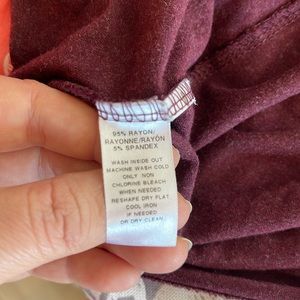 95% RAYON/
RAYONNE/RAYÓN
5% SPANDEX
WASH INSIDE OUT
MACHINE WASH COLD
ONLY NON
CHLORINE BLEACH
WHEN NEEDED
RESHAPE DRY FLAT
COOL IRON
IF NEEDED
OR DRY CLEAN